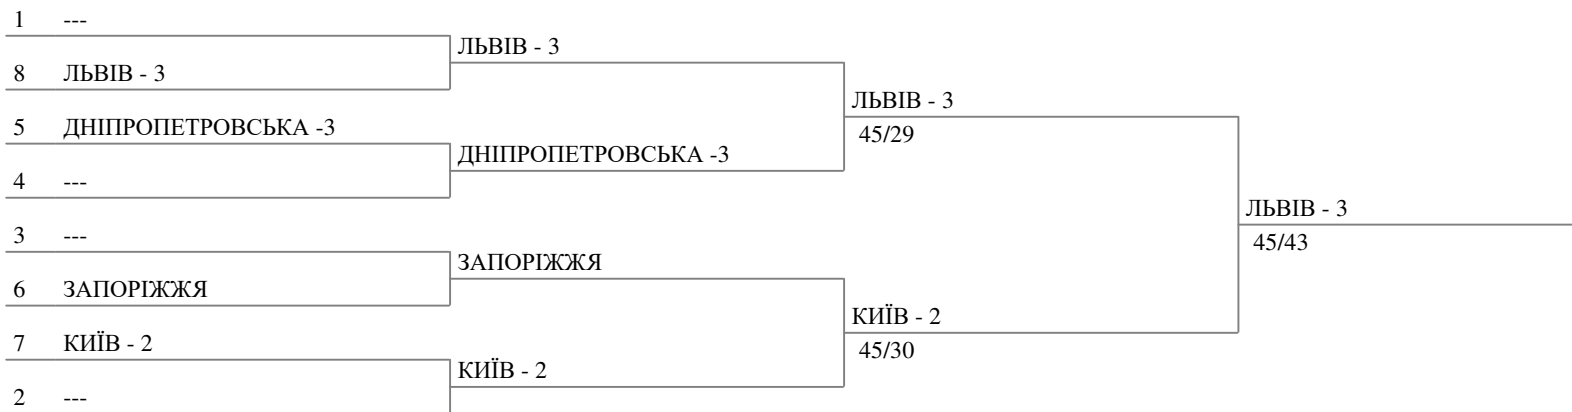 1 ---
8 ЛЬВІВ - 3
5 ДНІПРОПЕТРОВСЬКА -3
4 ---
3 ---
6 ЗАПОРІЖЖЯ
7 КИЇВ - 2
2 ---
ЛЬВІВ - 3
ДНІПРОПЕТРОВСЬКА -3
ЗАПОРІЖЖЯ
КИЇВ - 2
ЛЬВІВ - 3
45/29
КИЇВ - 2
45/30
ЛЬВІВ - 3
45/43